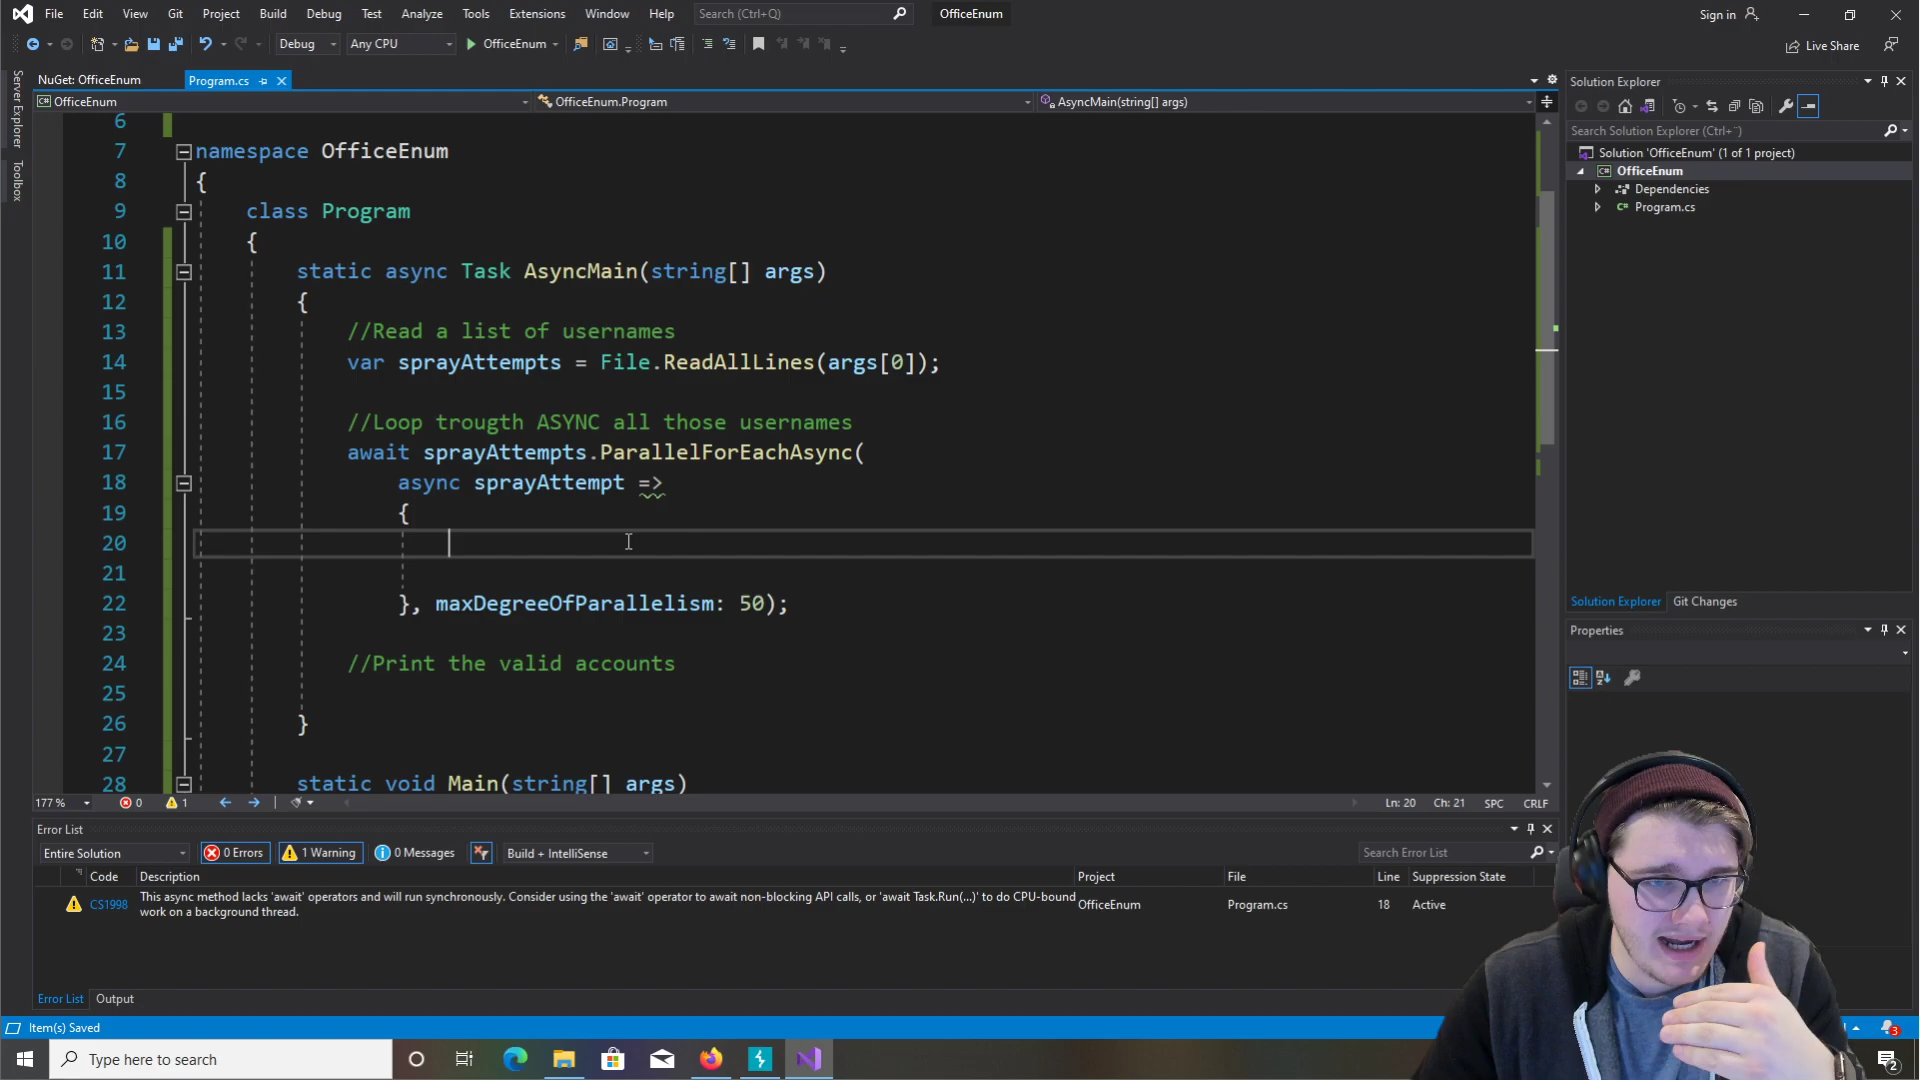 File Edit View Git Project Build Debug Test Analyze Tools Extensions Window Help Search (Ctrl+Q) OfficeEnum Sign in
Debug Any CPU OfficeEnum Live Share
Server Explorer
Toolbox
NuGet: OfficeEnum Program.cs
OfficeEnum OfficeEnum.Program AsyncMain(string[] args)
6
7 namespace OfficeEnum
8 {
9 class Program
10 {
11 static async Task AsyncMain(string[] args)
12 {
13 //Read a list of usernames
14 var sprayAttempts = File.ReadAllLines(args[0]);
15
16 //Loop trougth ASYNC all those usernames
17 await sprayAttempts.ParallelForEachAsync(
18 async sprayAttempt =>
19 {
20
21
22 }, maxDegreeOfParallelism: 50);
23
24 //Print the valid accounts
25
26 }
27
28 static void Main(string[] args)
177 % 0 1 Ln: 20 Ch: 21 SPC CRLF
Error List
Entire Solution 0 Errors 1 Warning 0 Messages Build + IntelliSense Search Error List
Code Description Project File Line Suppression State
CS1998 This async method lacks 'await' operators and will run synchronously. Consider using the 'await' operator to await non-blocking API calls, or 'await Task.Run(...)' to do CPU-bound work on a background thread. OfficeEnum Program.cs 18 Active
Error List Output
Item(s) Saved
Type here to search
Solution Explorer
Search Solution Explorer (Ctrl+¨)
Solution 'OfficeEnum' (1 of 1 project)
OfficeEnum
Dependencies
Program.cs
Solution Explorer Git Changes
Properties
3
2